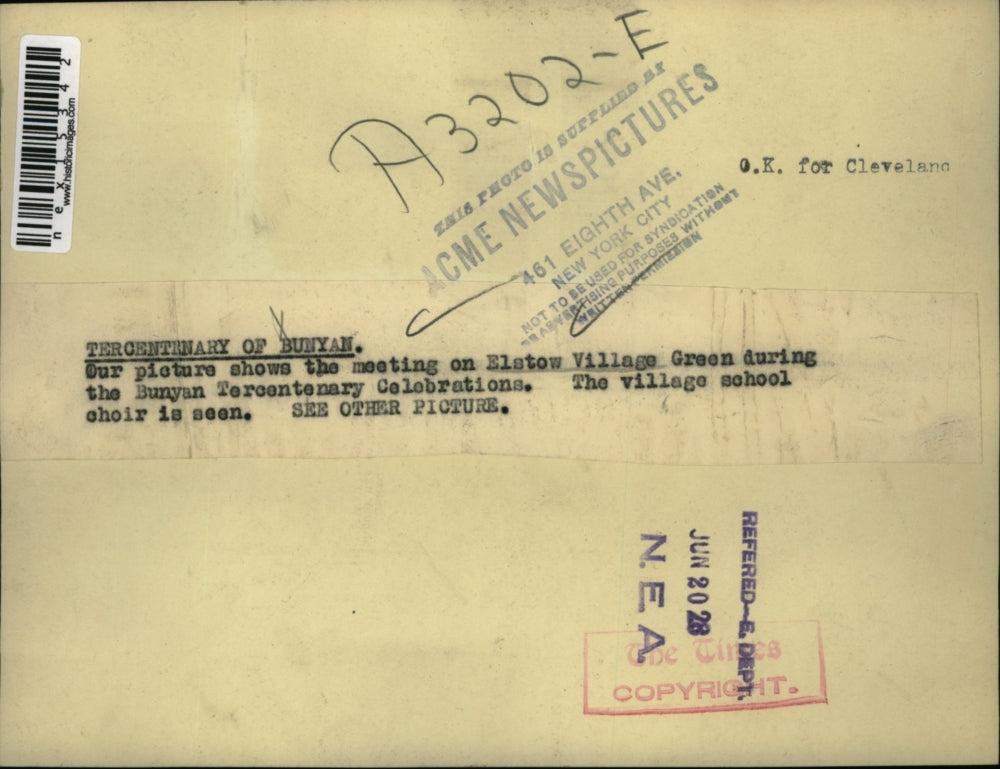 A3202-E
THIS PHOTO IS SUPPLIED BY
ACME NEWSPICTURES
461 EIGHTH AVE.
NEW YORK CITY
NOT TO BE USED FOR SYNDICATION
OR ADVERTISING PURPOSES WITHOUT
WRITTEN PERMISSION
O.K. for Cleveland
nex1 5342
www.historicimages.com
TERCENTENARY OF BUNYAN.
Our picture shows the meeting on Elstow Village Green during
the Bunyan Tercentenary Celebrations. The village school
choir is seen. SEE OTHER PICTURE.
REFERED—E. DEPT.
JUN 20 28
N. E A.
The Times
COPYRIGHT.